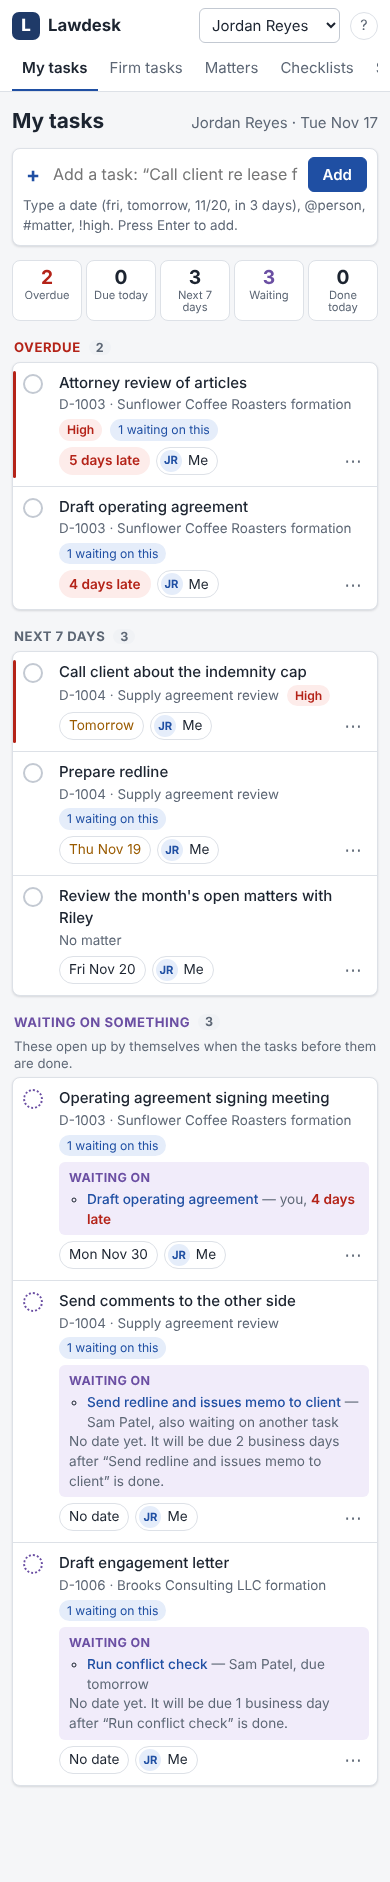 L Lawdesk Jordan Reyes ?
My tasks Firm tasks Matters Checklists
My tasks Jordan Reyes · Tue Nov 17
+ Add a task: “Call client re lease f Add
Type a date (fri, tomorrow, 11/20, in 3 days), @person,
#matter, !high. Press Enter to add.
2 0 3 3 0
Overdue Due today Next 7 days Waiting Done today
OVERDUE 2
Attorney review of articles
D-1003 · Sunflower Coffee Roasters formation
High 1 waiting on this
5 days late JR Me ...
Draft operating agreement
D-1003 · Sunflower Coffee Roasters formation
1 waiting on this
4 days late JR Me ...
NEXT 7 DAYS 3
Call client about the indemnity cap
D-1004 · Supply agreement review High
Tomorrow JR Me ...
Prepare redline
D-1004 · Supply agreement review
1 waiting on this
Thu Nov 19 JR Me ...
Review the month's open matters with
Riley
No matter
Fri Nov 20 JR Me ...
WAITING ON SOMETHING 3
These open up by themselves when the tasks before them
are done.
Operating agreement signing meeting
D-1003 · Sunflower Coffee Roasters formation
1 waiting on this
WAITING ON
Draft operating agreement — you, 4 days
late
Mon Nov 30 JR Me ...
Send comments to the other side
D-1004 · Supply agreement review
1 waiting on this
WAITING ON
Send redline and issues memo to client —
Sam Patel, also waiting on another task
No date yet. It will be due 2 business days
after “Send redline and issues memo to
client” is done.
No date JR Me ...
Draft engagement letter
D-1006 · Brooks Consulting LLC formation
1 waiting on this
WAITING ON
Run conflict check — Sam Patel, due
tomorrow
No date yet. It will be due 1 business day
after “Run conflict check” is done.
No date JR Me ...